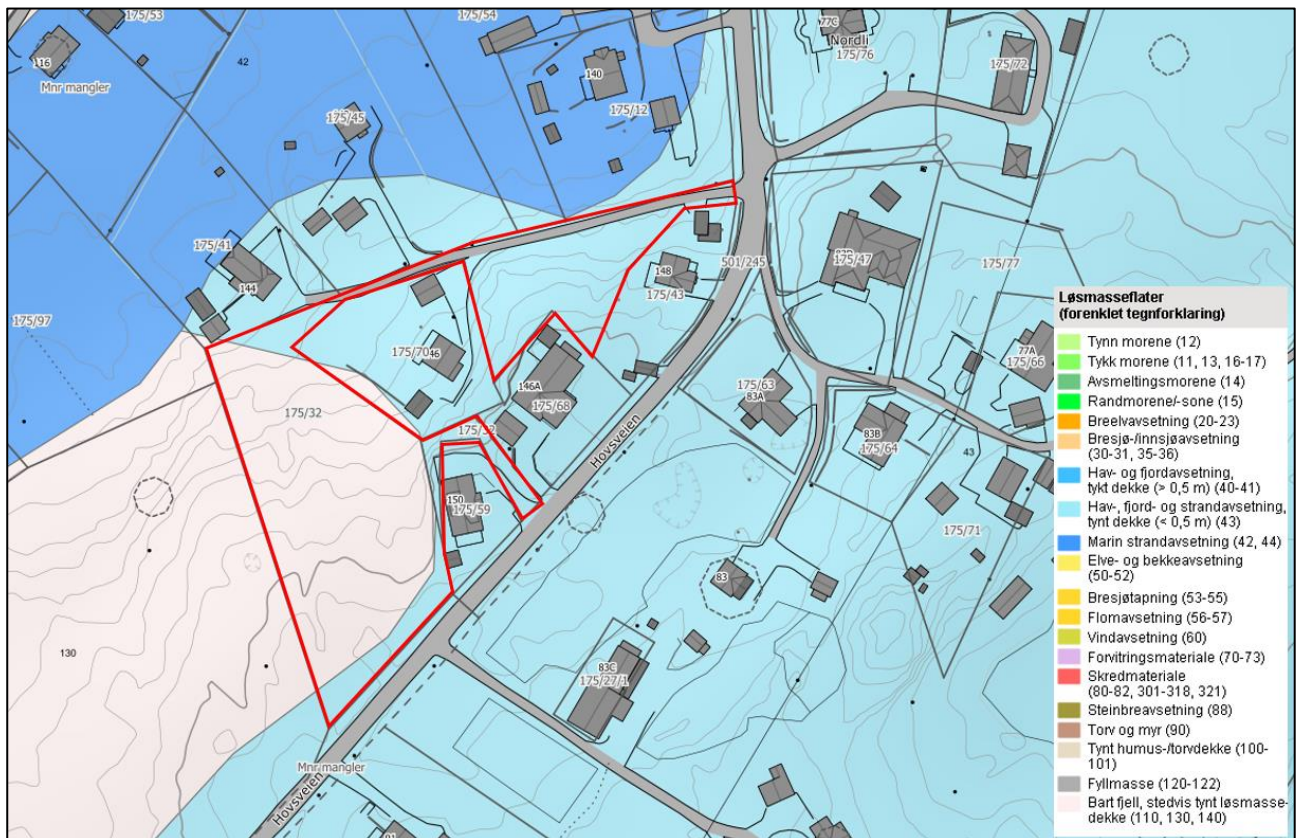 175/53
175/54
77C
Nordli
175/76
116
42
140
175/72
Mnr mangler
175/12
175/45
175/41
501/245
175/47
175/77
144
148
175/43
175/97
175/70
46
77A
175/66
175/63
83A
146A
175/32
175/68
83B
175/64
43
Hovsveien
150
175/59
175/71
83
130
83C
175/27/1
Mnr mangler
Hovsveien
Løsmasseflater
(forenklet tegnforklaring)
Tynn morene (12)
Tykk morene (11, 13, 16-17)
Avsmeltingsmorene (14)
Randmorene/-sone (15)
Breelvavsetning (20-23)
Bresjø-/innsjøavsetning
(30-31, 35-36)
Hav- og fjordavsetning,
tykt dekke (> 0,5 m) (40-41)
Hav-, fjord- og strandavsetning,
tynt dekke (< 0,5 m) (43)
Marin strandavsetning (42, 44)
Elve- og bekkeavsetning
(50-52)
Bresjøtapning (53-55)
Flomavsetning (56-57)
Vindavsetning (60)
Forvitringsmateriale (70-73)
Skredmateriale
(80-82, 301-318, 321)
Steinbreavsetning (88)
Torv og myr (90)
Tynt humus-/torvdekke (100-
101)
Fyllmasse (120-122)
Bart fjell, stedvis tynt løsmasse-
dekke (110, 130, 140)